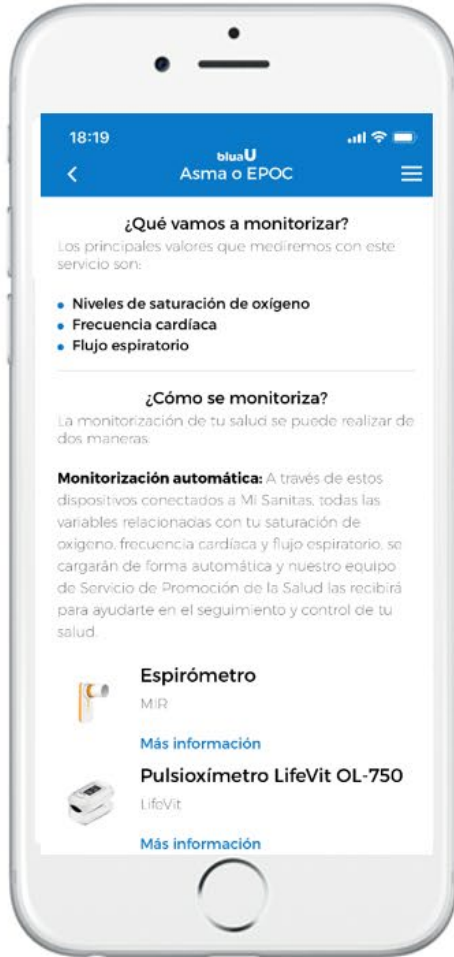 18:19
bluaU
Asma o EPOC
¿Qué vamos a monitorizar?
Los principales valores que mediremos con este
servicio son:
Niveles de saturación de oxígeno
Frecuencia cardíaca
Flujo espiratorio
¿Cómo se monitoriza?
La monitorización de tu salud se puede realizar de
dos maneras.
Monitorización automática: A través de estos
dispositivos conectados a Mi Sanitas, todas las
variables relacionadas con tu saturación de
oxígeno, frecuencia cardíaca y flujo espiratorio, se
cargarán de forma automática y nuestro equipo
de Servicio de Promoción de la Salud las recibirá
para ayudarte en el seguimiento y control de tu
salud.
Espirómetro
MIR
Más información
Pulsioxímetro LifeVit OL-750
LifeVit
Más información